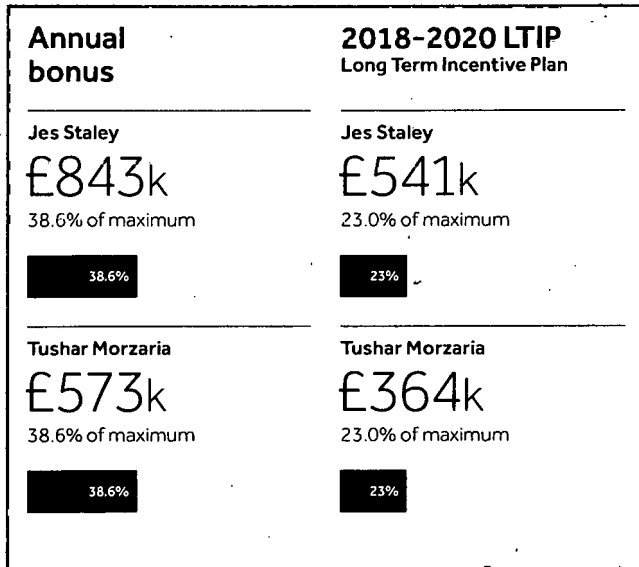 Annual
bonus
Jes Staley
£843k
38.6% of maximum
38.6%
Tushar Morzaria
£573k
38.6% of maximum
38.6%
2018-2020 LTIP
Long Term Incentive Plan
Jes Staley
£541k
23.0% of maximum
23%
Tushar Morzaria
£364k
23.0% of maximum
23%